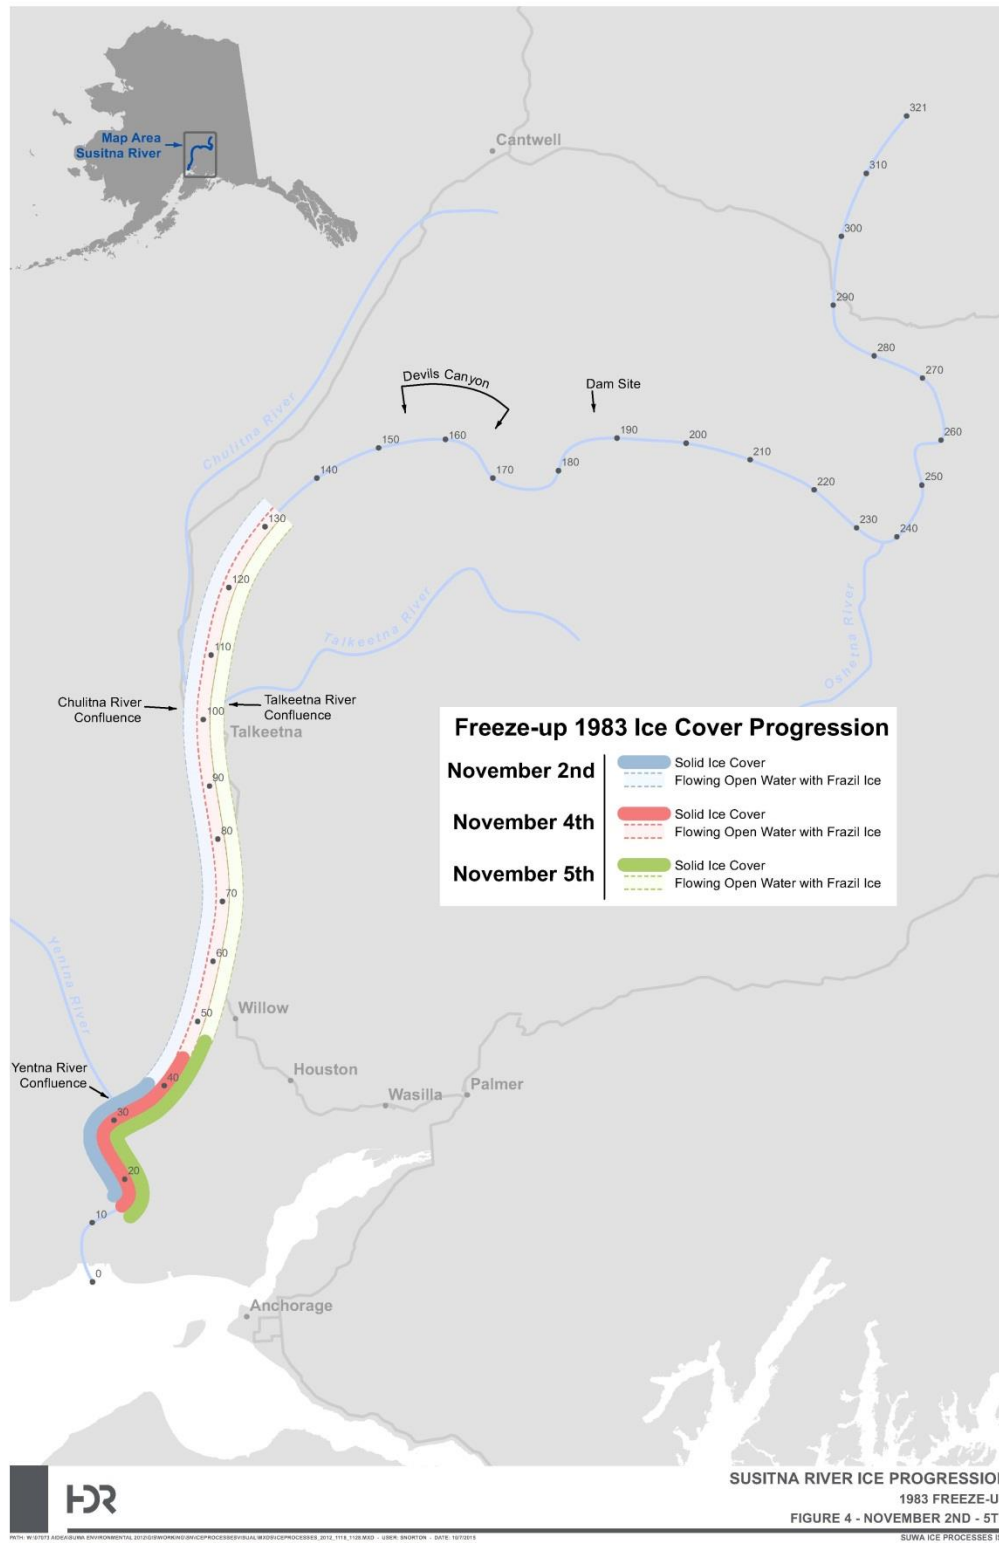 Map Area
Susitna River
Cantwell
321
310
300
290
280
270
260
250
240
230
220
210
200
190
180
170
160
150
140
130
120
110
100
90
80
70
60
50
40
30
20
10
0
Devils Canyon
Dam Site
Chulitna River
Talkeetna River
Oshetna River
Chulitna River
Confluence
Talkeetna River
Confluence
Talkeetna
Freeze-up 1983 Ice Cover Progression
November 2nd
Solid Ice Cover
Flowing Open Water with Frazil Ice
November 4th
Solid Ice Cover
Flowing Open Water with Frazil Ice
November 5th
Solid Ice Cover
Flowing Open Water with Frazil Ice
Yentna River
Willow
Yentna River
Confluence
Houston
Wasilla
Palmer
Anchorage
HDR
SUSITNA RIVER ICE PROGRESSION
1983 FREEZE-U
FIGURE 4 - NOVEMBER 2ND - 5T
SUWA ICE PROCESSES